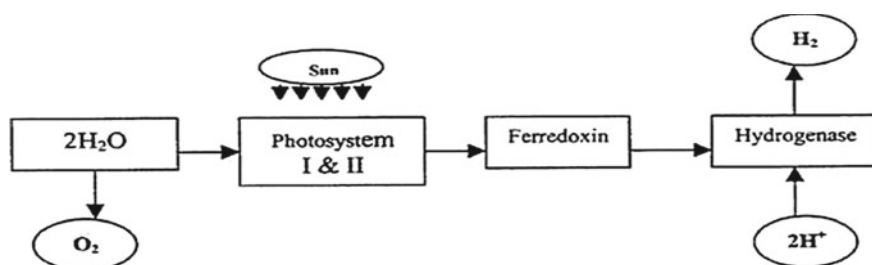 H₂
Sun
2H₂O
Photosystem
I & II
Ferredoxin
Hydrogenase
O₂
2H⁺